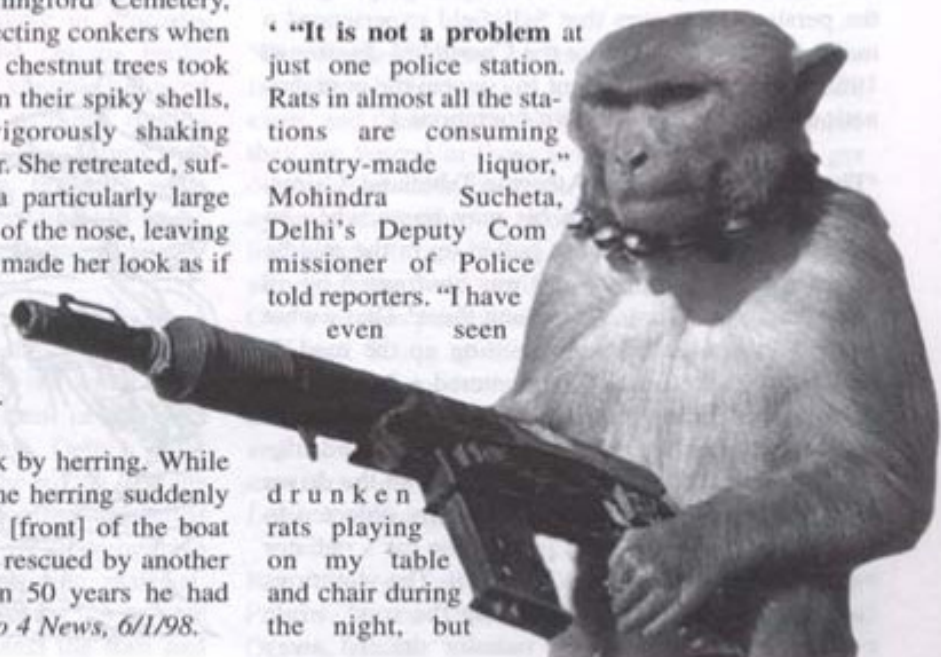 ingford Cemetery,
cting conkers when
chestnut trees took
n their spiky shells,
igorously shaking
r. She retreated, suf-
a particularly large
of the nose, leaving
made her look as if
k by herring. While
ne herring suddenly
[front] of the boat
rescued by another
n 50 years he had
o 4 News, 6/1/98.
‘ “It is not a problem at
just one police station.
Rats in almost all the sta-
tions are consuming
country-made liquor,”
Mohindra Sucheta,
Delhi's Deputy Com
missioner of Police
told reporters. “I have
even seen
drunken
rats playing
on my table
and chair during
the night, but